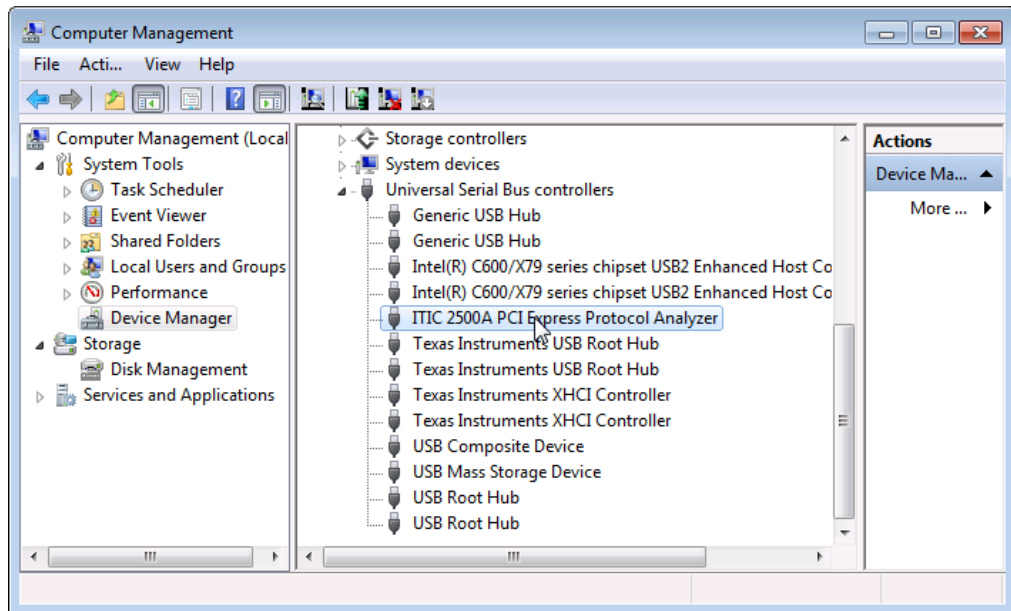 Computer Management
File Acti... View Help
Computer Management (Local
System Tools
Task Scheduler
Event Viewer
Shared Folders
Local Users and Groups
Performance
Device Manager
Storage
Disk Management
Services and Applications
Storage controllers
System devices
Universal Serial Bus controllers
Generic USB Hub
Generic USB Hub
Intel(R) C600/X79 series chipset USB2 Enhanced Host Co
Intel(R) C600/X79 series chipset USB2 Enhanced Host Co
ITIC 2500A PCI Express Protocol Analyzer
Texas Instruments USB Root Hub
Texas Instruments USB Root Hub
Texas Instruments XHCI Controller
Texas Instruments XHCI Controller
USB Composite Device
USB Mass Storage Device
USB Root Hub
USB Root Hub
Actions
Device Ma...
More ...